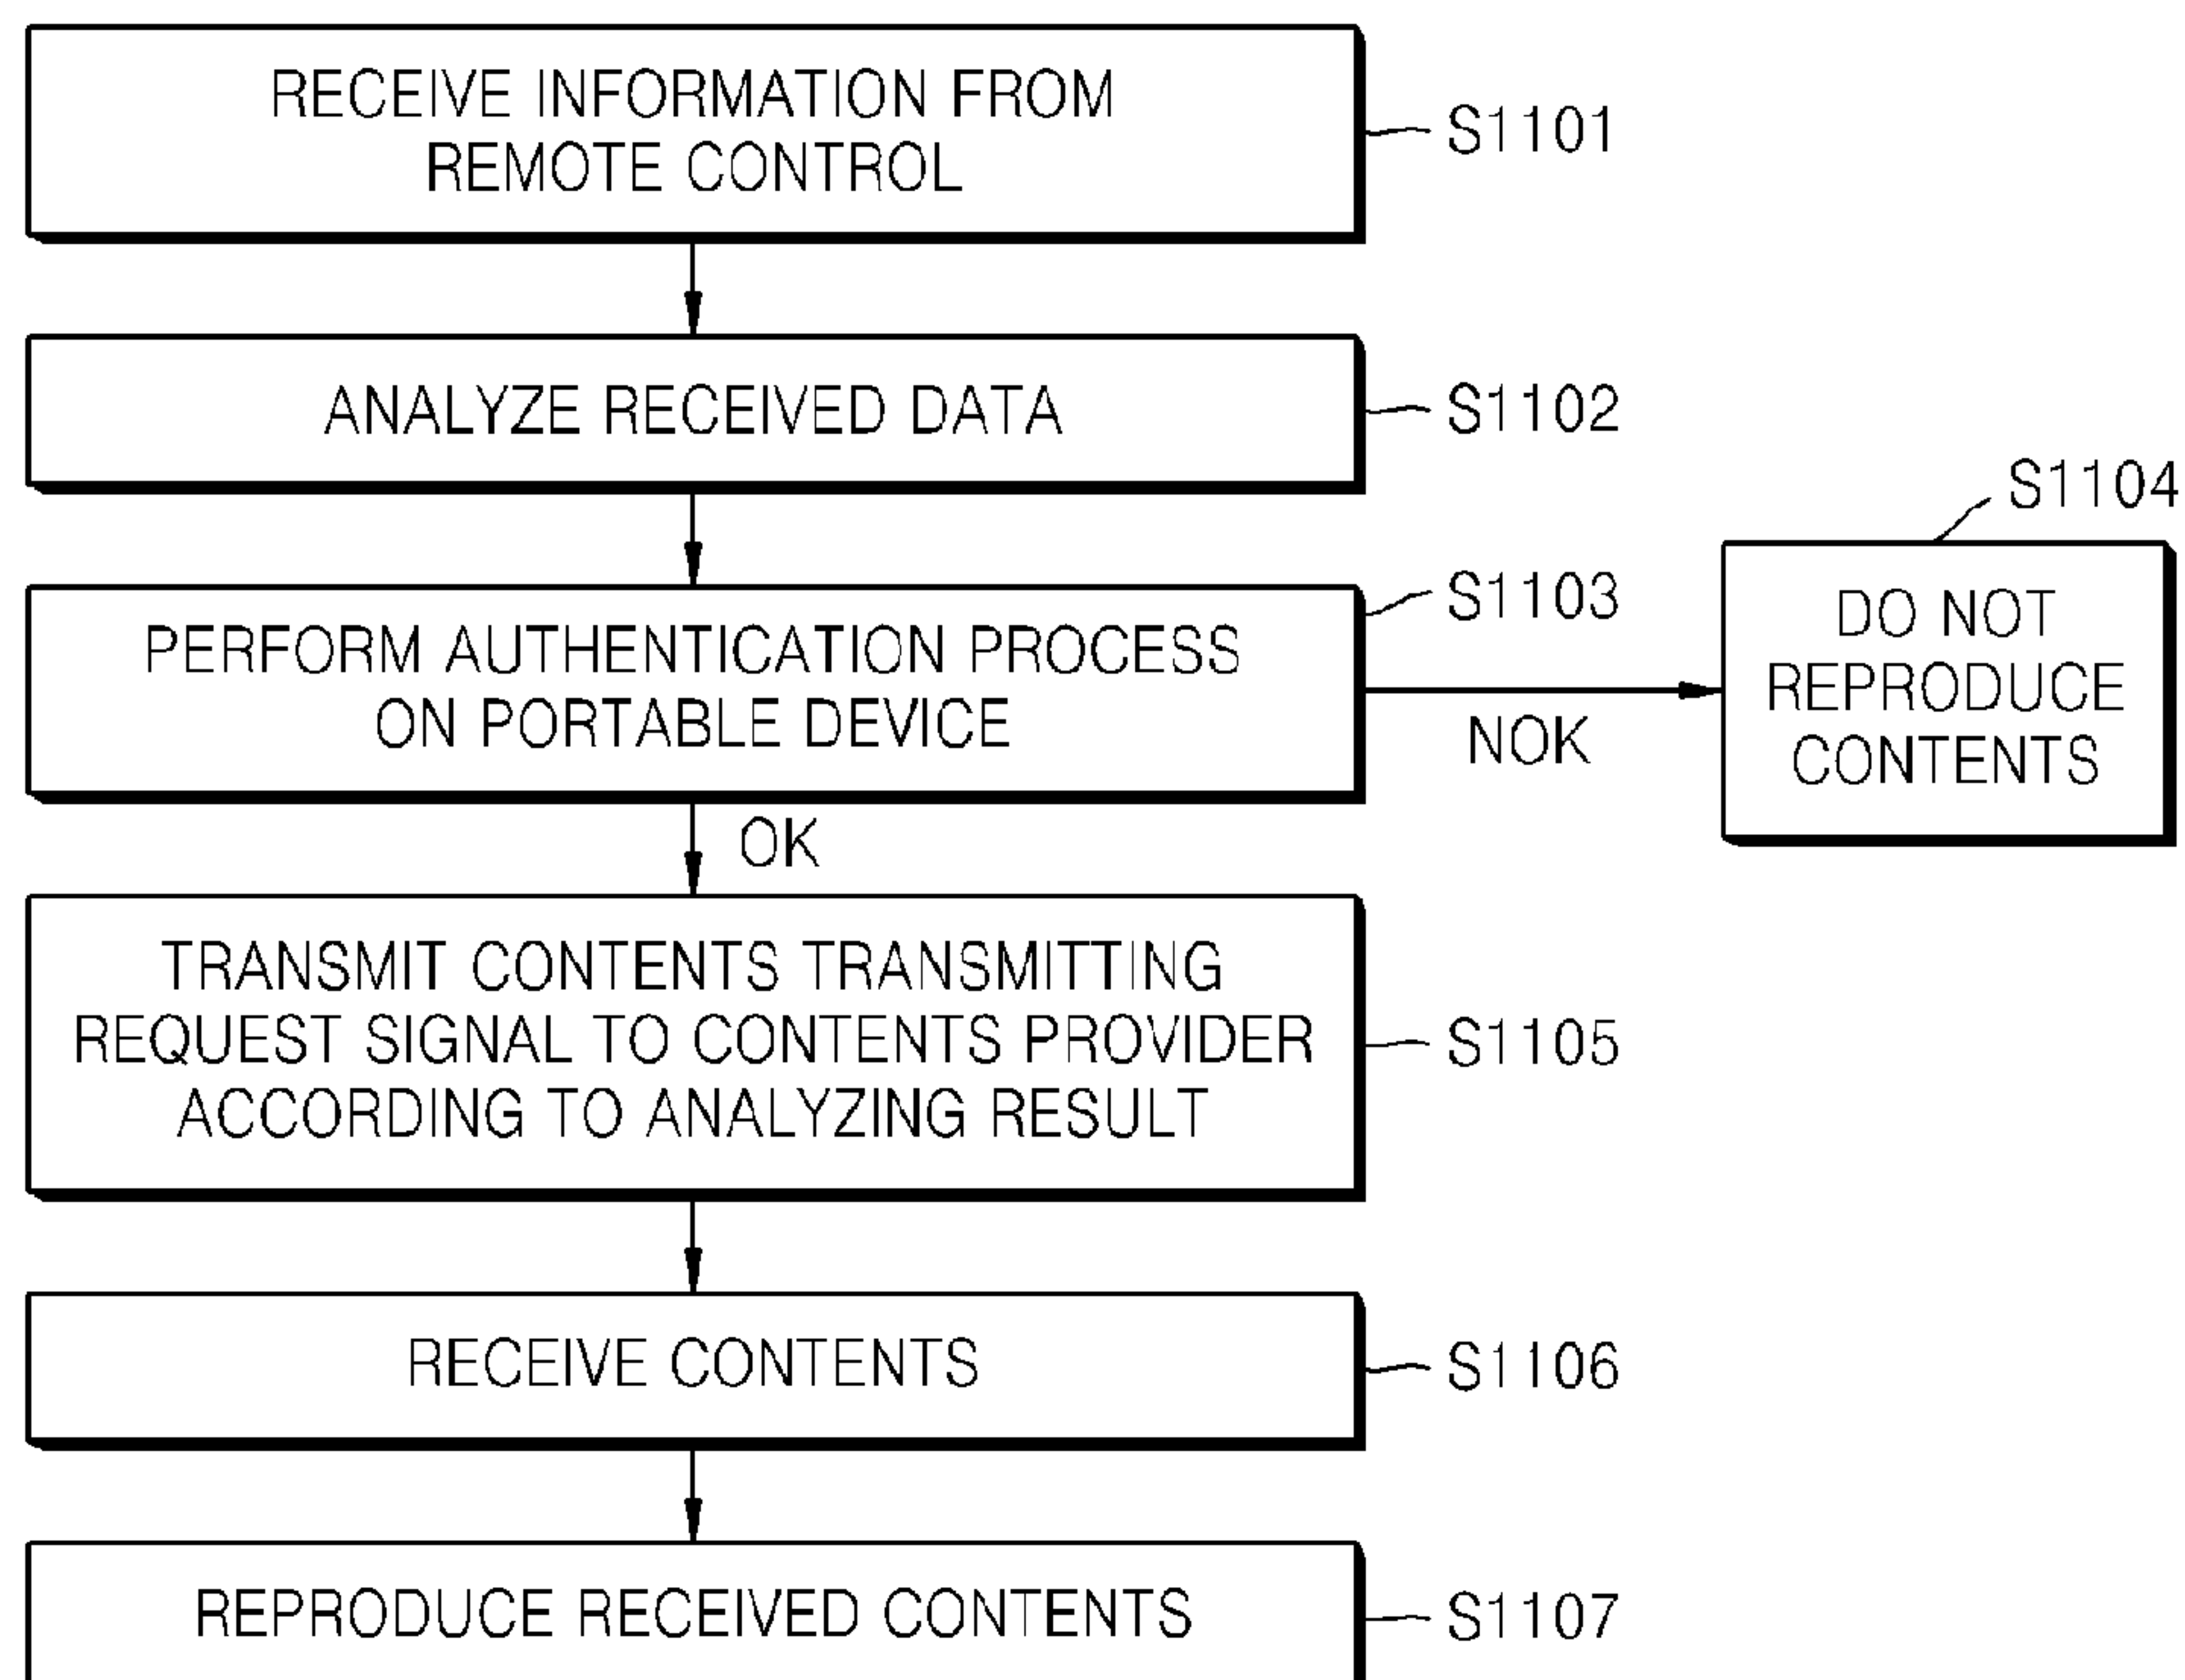 RECEIVE INFORMATION FROM
REMOTE CONTROL
S1101
ANALYZE RECEIVED DATA
S1102
S1104
S1103
PERFORM AUTHENTICATION PROCESS
ON PORTABLE DEVICE
DO NOT
REPRODUCE
CONTENTS
NOK
OK
TRANSMIT CONTENTS TRANSMITTING
REQUEST SIGNAL TO CONTENTS PROVIDER
ACCORDING TO ANALYZING RESULT
S1105
RECEIVE CONTENTS
S1106
REPRODUCE RECEIVED CONTENTS
S1107